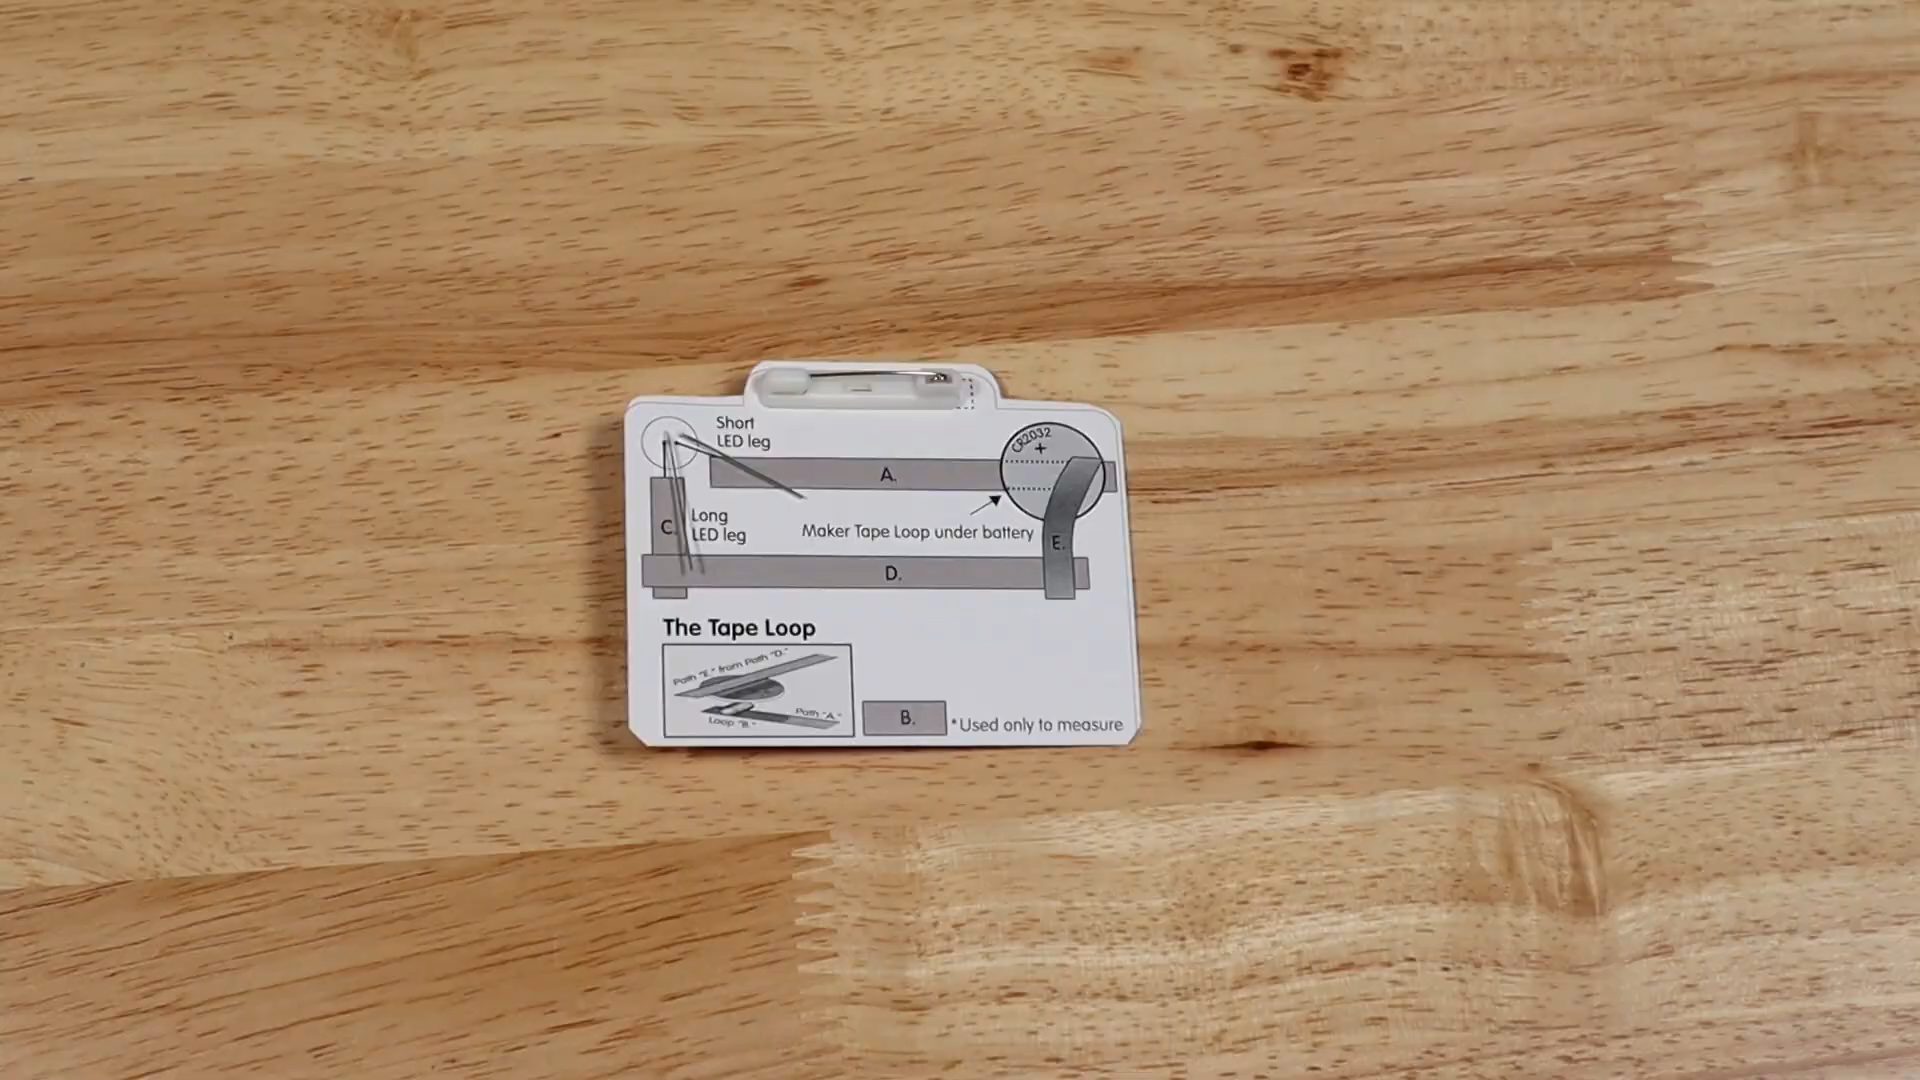 Short
LED leg
CR2032
+
A.
C.
Long
LED leg
Maker Tape Loop under battery
E.
D.
The Tape Loop
Path "E." from Path "D."
Path "A."
Loop "B."
B.
*Used only to measure